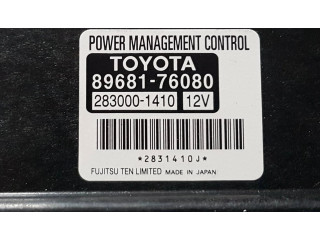 POWER MANAGEMENT CONTROL
TOYOTA
89681-76080
283000-1410 12V
*2831410J*
FUJITSU TEN LIMITED MADE IN JAPAN